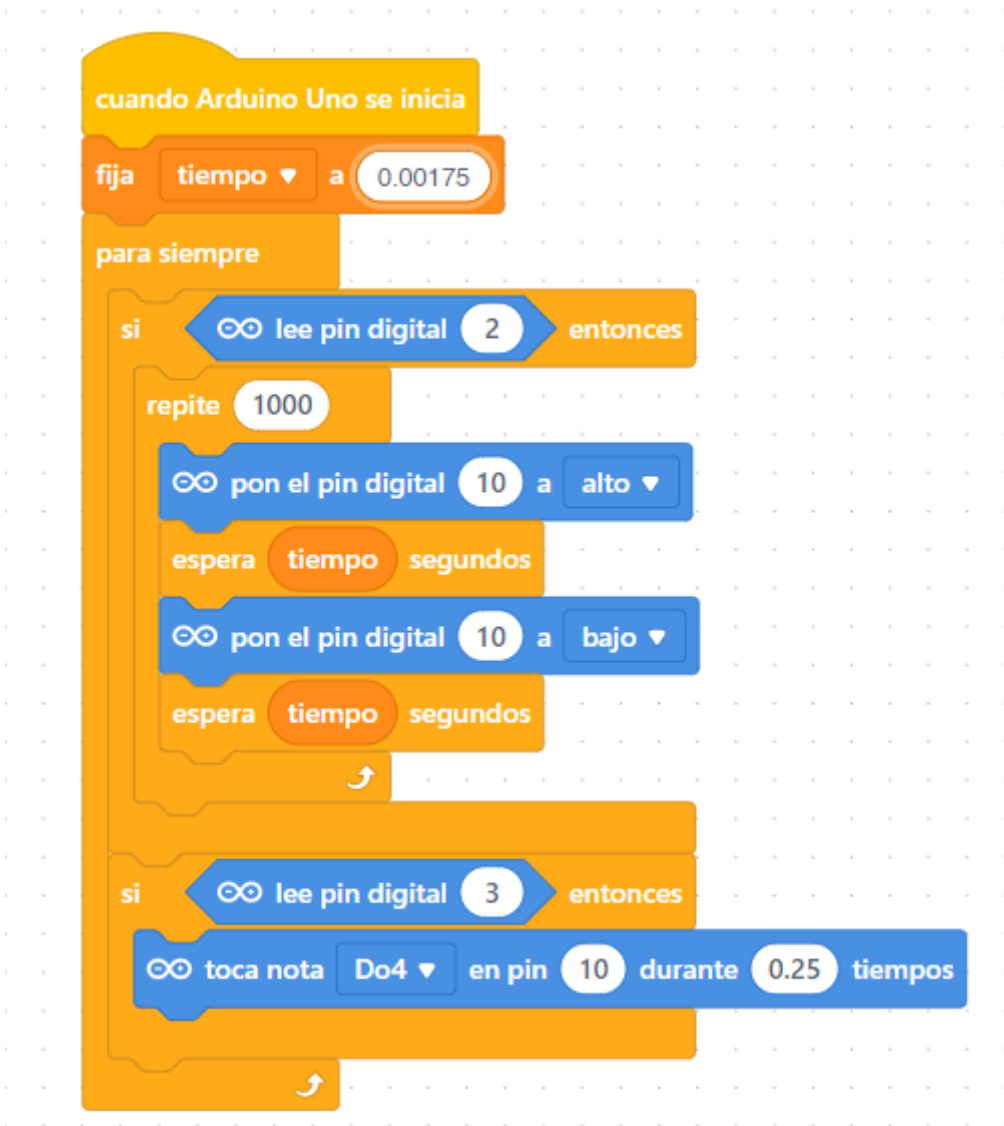 cuando Arduino Uno se inicia
fija tiempo a 0.00175
para siempre
si lee pin digital 2 entonces
repite 1000
pon el pin digital 10 a alto
espera tiempo segundos
pon el pin digital 10 a bajo
espera tiempo segundos
si lee pin digital 3 entonces
toca nota Do4 en pin 10 durante 0.25 tiempos